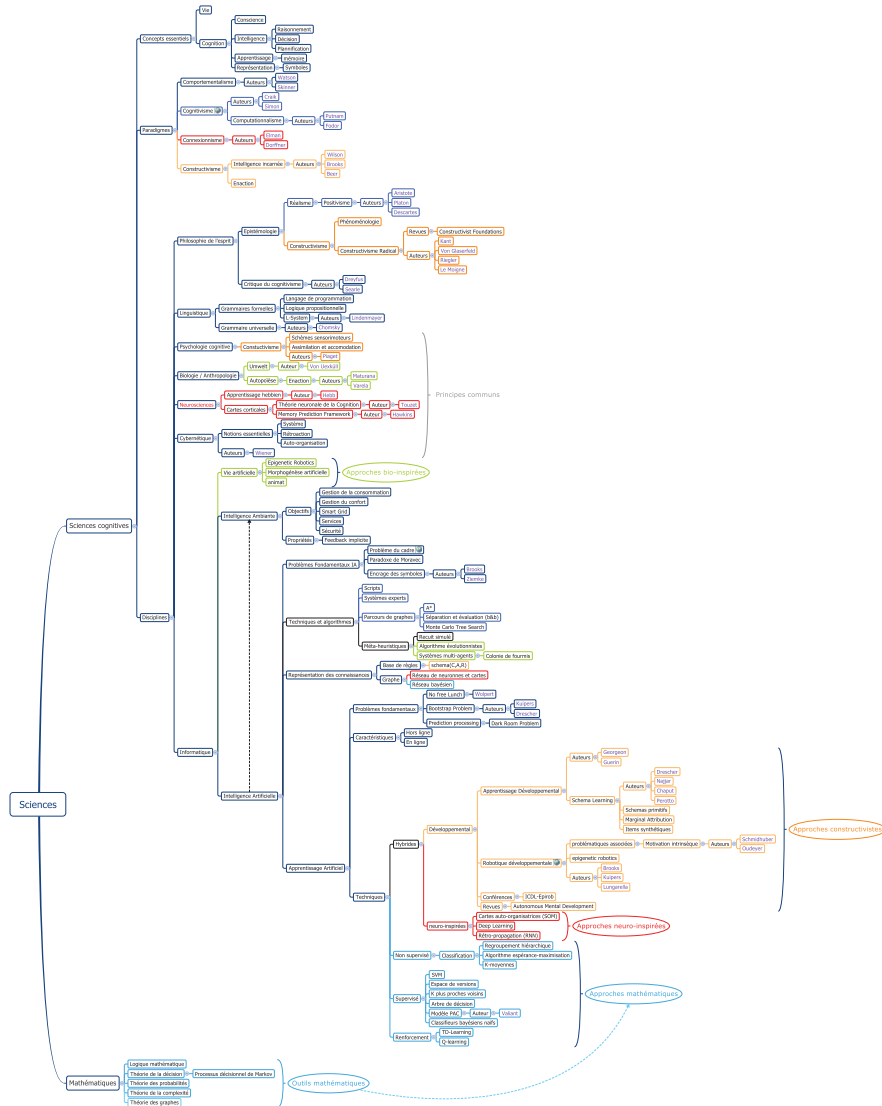 Vie
Concepts essentiels
Cognition
Conscience
Intelligence
Raisonnement
Décision
Plannification
Apprentissage
mémoire
Représentation
Symboles
Paradigmes
Comportementalisme
Auteurs
Watson
Skinner
Cognitivisme
Auteurs
Craik
Simon
Computationnalisme
Auteurs
Putnam
Fodor
Connexionnisme
Auteurs
Elman
Dorffner
Constructivisme
Intelligence incarnée
Auteurs
Wilson
Brooks
Beer
Enaction
Philosophie de l'esprit
Epistémologie
Réalisme
Positivisme
Auteurs
Aristote
Platon
Descartes
Constructivisme
Phénoménologie
Constructivisme Radical
Revues
Constructivist Foundations
Auteurs
Kant
Von Glaserfeld
Riegler
Le Moigne
Critique du cognitivisme
Auteurs
Dreyfus
Searle
Linguistique
Grammaires formelles
Langage de programmation
Logique propositionnelle
L-System
Auteurs
Lindenmayer
Grammaire universelle
Auteurs
Chomsky
Psychologie cognitive
Constuctivisme
Schèmes sensorimoteurs
Assimilation et accomodation
Auteurs
Piaget
Biologie / Anthropologie
Umwelt
Auteur
Von Uexküll
Autopoïèse
Enaction
Auteurs
Maturana
Varela
Principes communs
Neurosciences
Apprentissage hebbien
Auteur
Hebb
Cartes corticales
Théorie neuronale de la Cognition
Auteur
Touzet
Memory Prediction Framework
Auteur
Hawkins
Cybernétique
Notions essentielles
Système
Rétroaction
Auto-organisation
Auteurs
Wiener
Vie artificielle
Epigenetic Robotics
Morphogénèse artificielle
animat
Approches bio-inspirées
Sciences cognitives
Intelligence Ambiante
Objectifs
Gestion de la consommation
Gestion du confort
Smart Grid
Services
Sécurité
Propriétés
Feedback implicite
Disciplines
Problèmes Fondamentaux IA
Problème du cadre
Paradoxe de Moravec
Encrage des symboles
Auteurs
Brooks
Ziemke
Techniques et algorithmes
Scripts
Systèmes experts
Parcours de graphes
A*
Séparation et évaluation (b&b)
Monte Carlo Tree Search
Méta-heuristiques
Recuit simulé
Algorithme évolutionnistes
Systèmes multi-agents
Colonie de fourmis
Représentation des connaissances
Base de règles
schema(C,A,R)
Graphe
Réseau de neuronnes et cartes
Réseau bayésien
Informatique
Problèmes fondamentaux
No free Lunch
Wolpert
Bootstrap Problem
Auteurs
Kuipers
Drescher
Prediction processing
Dark Room Problem
Caractéristiques
Hors ligne
En ligne
Intelligence Artificielle
Sciences
Apprentissage Artificiel
Techniques
Hybrides
Développemental
Apprentissage Développemental
Auteurs
Georgeon
Guerin
Schema Learning
Auteurs
Drescher
Najjar
Chaput
Perotto
Schemas primitifs
Marginal Attribution
Items synthétiques
Approches constructivistes
Robotique développementale
problématiques associées
Motivation intrinsèque
Auteurs
Schmidhuber
Oudeyer
epigenetic robotics
Auteurs
Brooks
Kuipers
Lungarella
Conférences
ICDL-Epirob
Revues
Autonomous Mental Development
neuro-inspirées
Cartes auto-organisatrices (SOM)
Deep Learning
Rétro-propagation (RNN)
Approches neuro-inspirées
Non supervisé
Classification
Regroupement hiérarchique
Algorithme espérance-maximisation
K-moyennes
Approches mathématiques
Supervisé
SVM
Espace de versions
K plus proches voisins
Arbre de décision
Modèle PAC
Auteur
Valiant
Classifieurs bayésiens naïfs
Renforcement
TD-Learning
Q-learning
Mathématiques
Logique mathématique
Théorie de la décision
Processus décisionnel de Markov
Théorie des probabilités
Théorie de la complexité
Théorie des graphes
Outils mathématiques